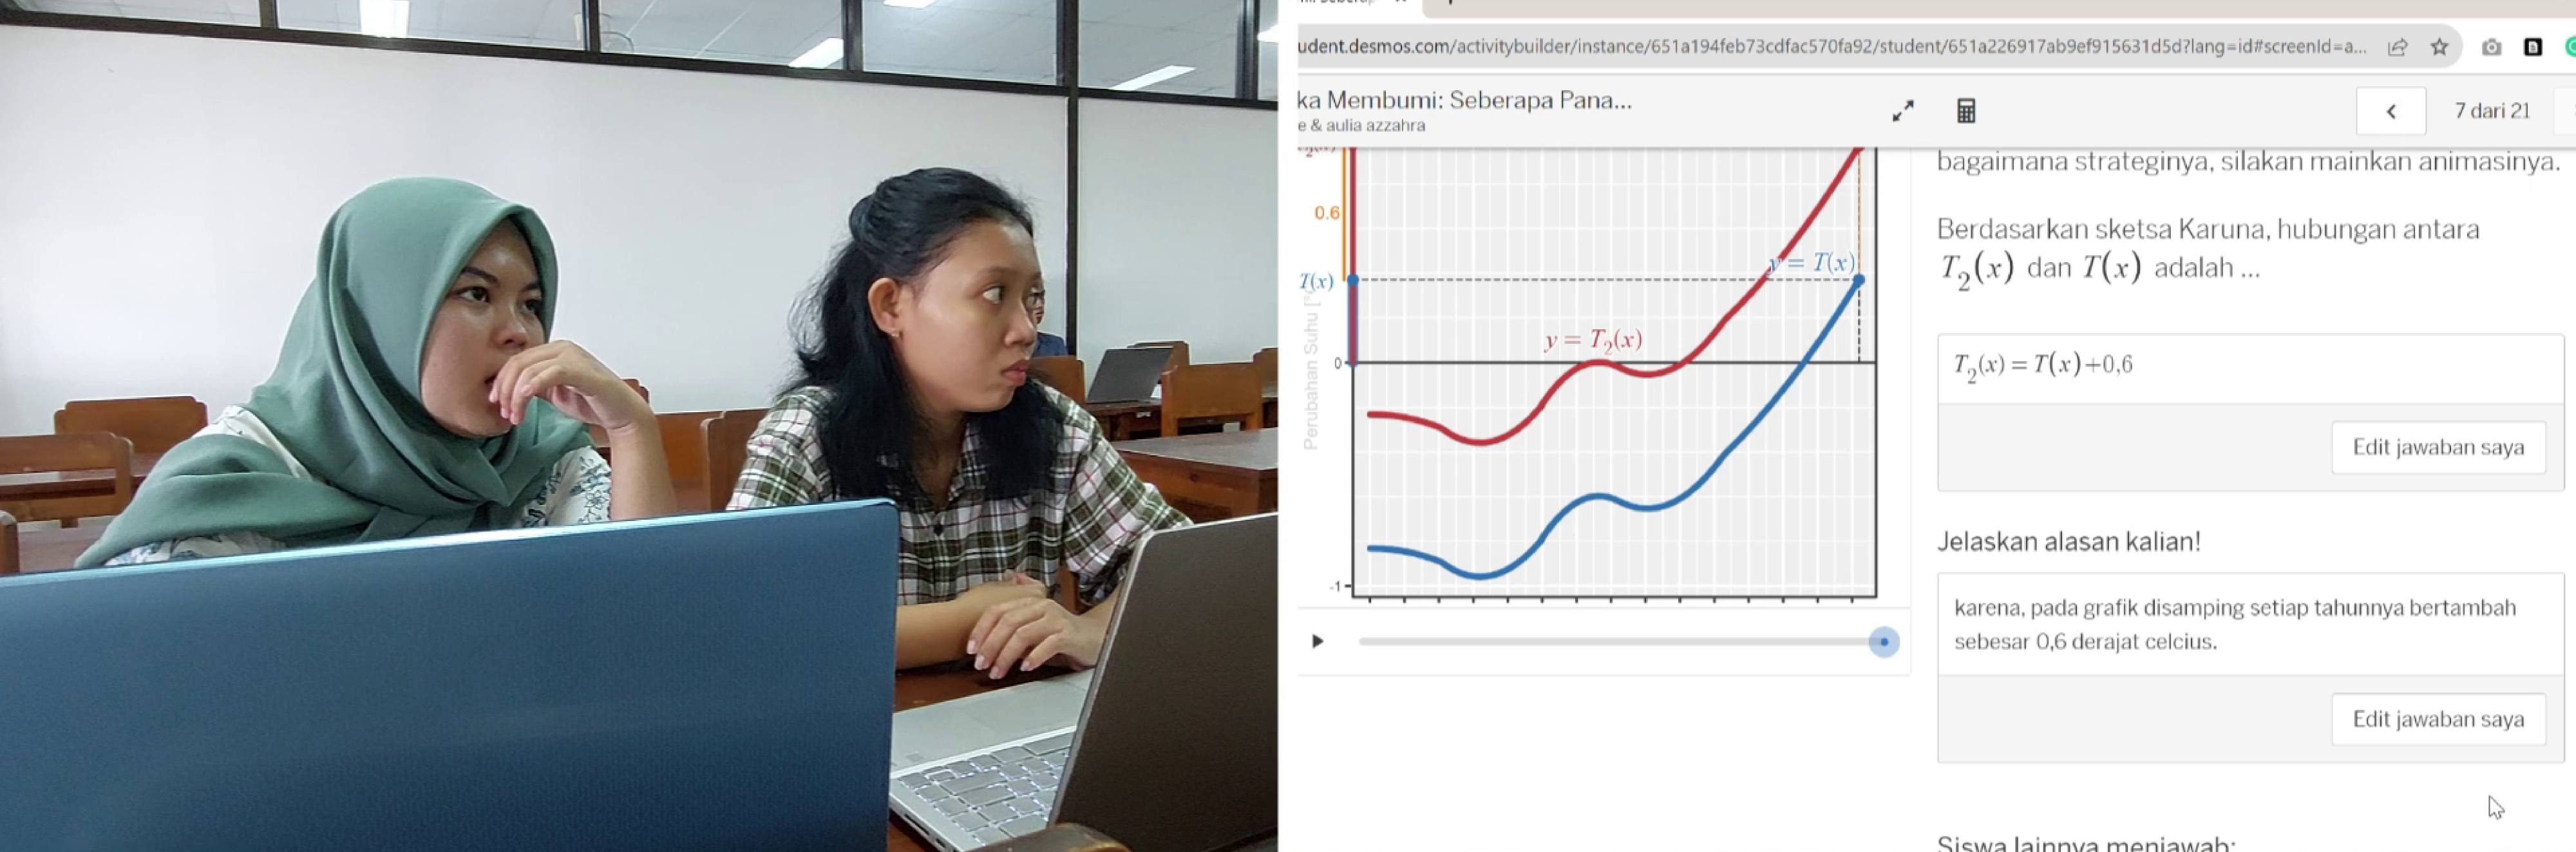 udent.desmos.com/activitybuilder/instance/651a194feb73cdfac570fa92/student/651a226917ab9ef915631d5d?lang=id#screenId=a...
ka Membumi: Seberapa Pana...
e & aulia azzahra
7 dari 21
bagaimana strateginya, silakan mainkan animasinya.
Berdasarkan sketsa Karuna, hubungan antara
T₂(x) dan T(x) adalah ...
T₂(x) = T(x)+0,6
Edit jawaban saya
Jelaskan alasan kalian!
karena, pada grafik disamping setiap tahunnya bertambah
sebesar 0,6 derajat celcius.
Edit jawaban saya
Siswa lainnya menjawab:
0.6
T(x)
y = T(x)
y = T₂(x)
0
-1
Perubahan Suhu [°